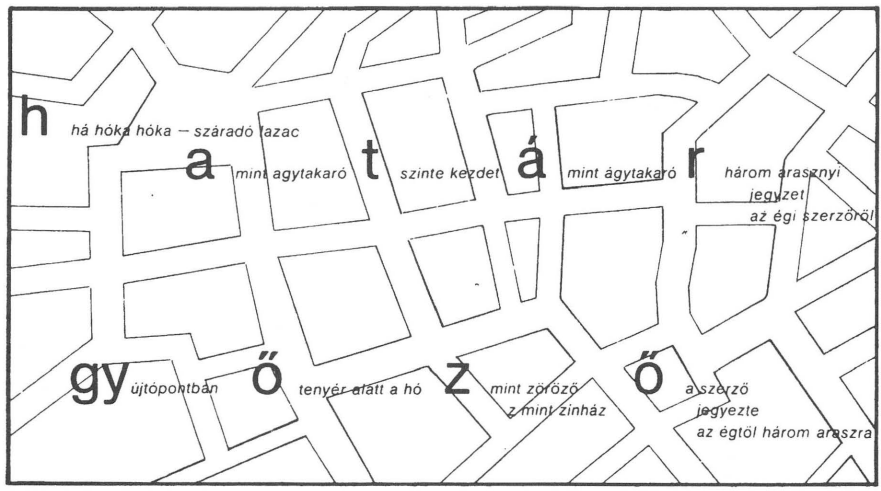 h há hóka hóka – száradó lazac
a mint agytakaró t szinte kezdet á mint ágytakaró r három arasznyi
jegyzet
az égi szerzőről
gy újtópontban ő tenyér alatt a hó z mint zöröző ő a szerző
z mint zinház jegyezte
az égtől három araszra